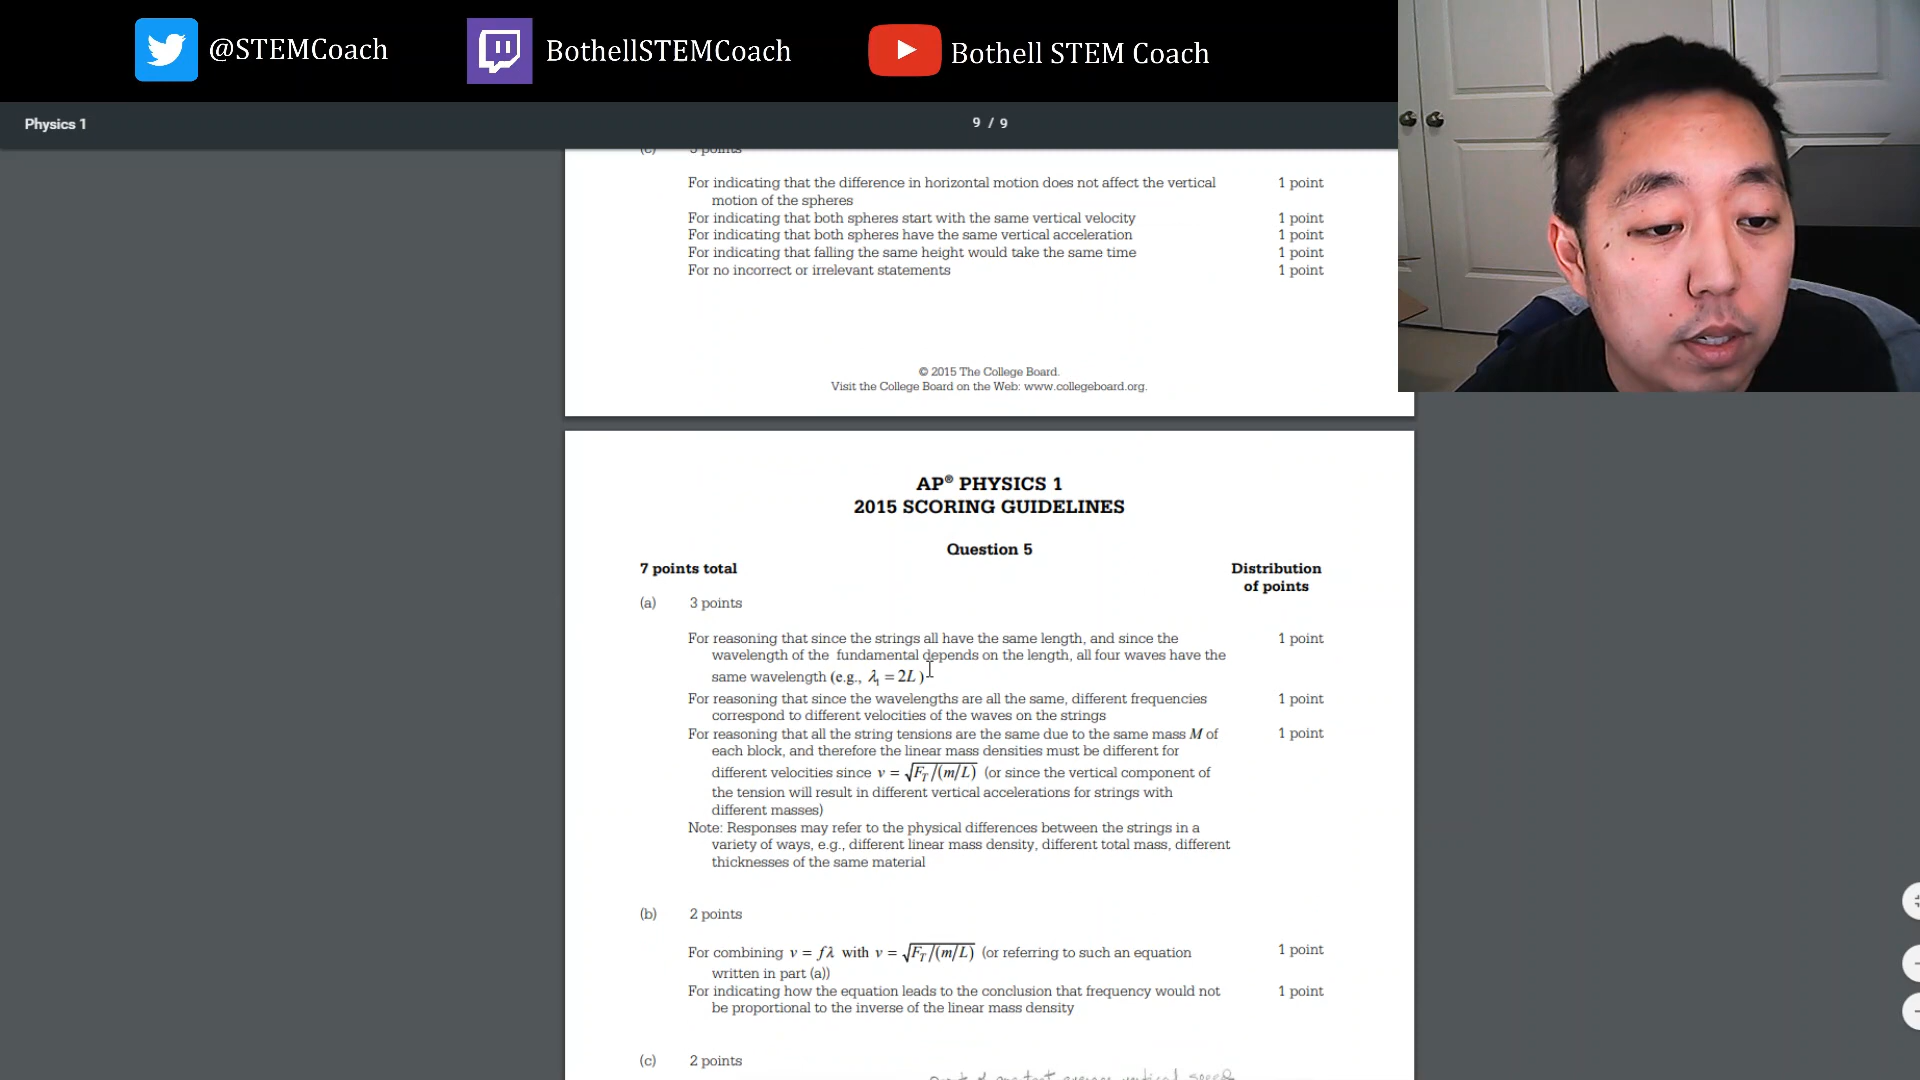 @STEMCoach
BothellSTEMCoach
Bothell STEM Coach
Physics 1
9 / 9
For indicating that the difference in horizontal motion does not affect the vertical 1 point
motion of the spheres
For indicating that both spheres start with the same vertical velocity 1 point
For indicating that both spheres have the same vertical acceleration 1 point
For indicating that falling the same height would take the same time 1 point
For no incorrect or irrelevant statements 1 point
© 2015 The College Board.
Visit the College Board on the Web: www.collegeboard.org.
AP® PHYSICS 1
2015 SCORING GUIDELINES
Question 5
7 points total Distribution
of points
(a) 3 points
For reasoning that since the strings all have the same length, and since the 1 point
wavelength of the fundamental depends on the length, all four waves have the
same wavelength (e.g., λ₁ = 2L )
For reasoning that since the wavelengths are all the same, different frequencies 1 point
correspond to different velocities of the waves on the strings
For reasoning that all the string tensions are the same due to the same mass M of 1 point
each block, and therefore the linear mass densities must be different for
different velocities since v = √F_T/(m/L) (or since the vertical component of
the tension will result in different vertical accelerations for strings with
different masses)
Note: Responses may refer to the physical differences between the strings in a
variety of ways, e.g., different linear mass density, different total mass, different
thicknesses of the same material
(b) 2 points
For combining v = fλ with v = √F_T/(m/L) (or referring to such an equation 1 point
written in part (a))
For indicating how the equation leads to the conclusion that frequency would not 1 point
be proportional to the inverse of the linear mass density
(c) 2 points